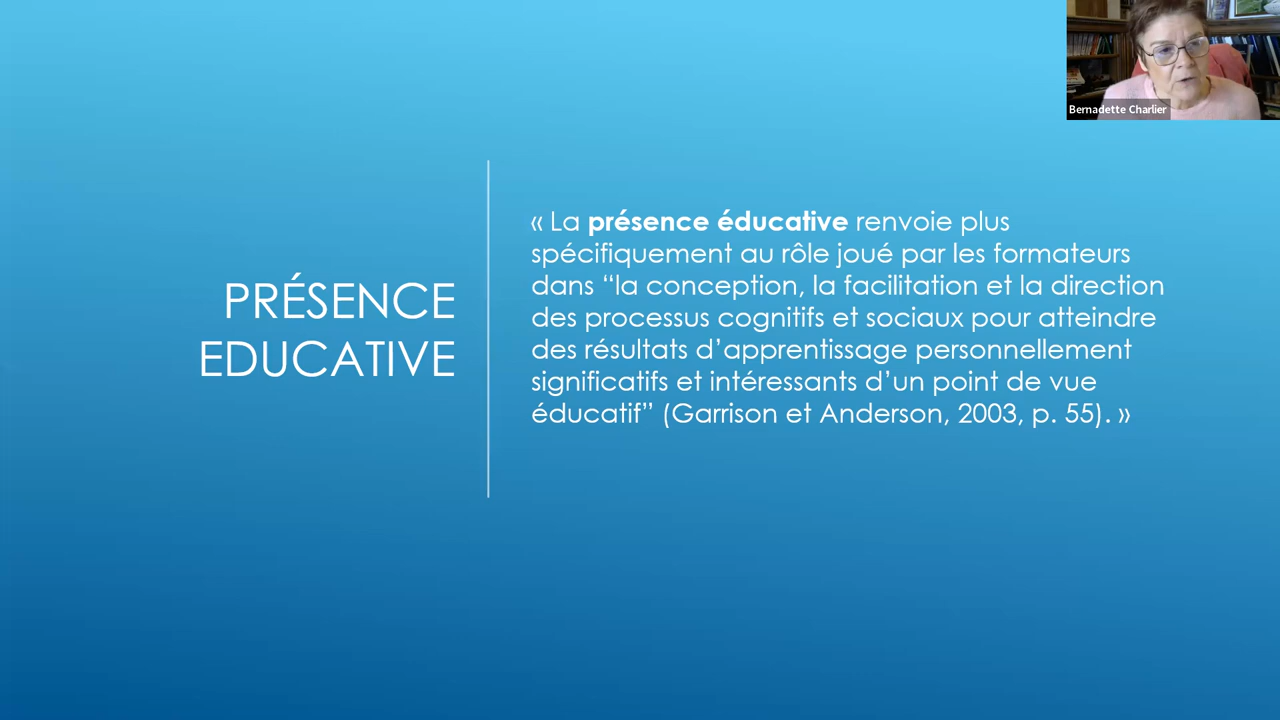 Bernadette Charlier
PRÉSENCE
EDUCATIVE
« La présence éducative renvoie plus
spécifiquement au rôle joué par les formateurs
dans “la conception, la facilitation et la direction
des processus cognitifs et sociaux pour atteindre
des résultats d’apprentissage personnellement
significatifs et intéressants d’un point de vue
éducatif” (Garrison et Anderson, 2003, p. 55). »